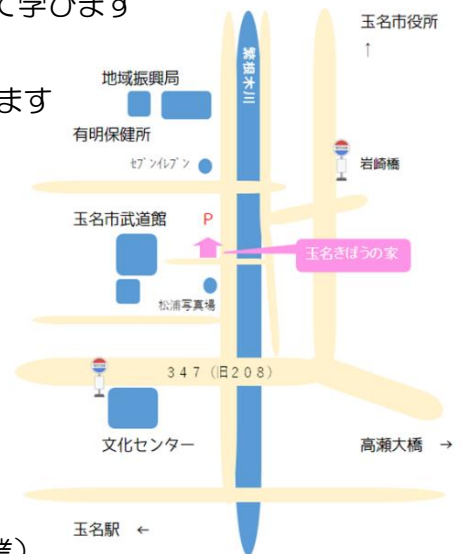 て学びます
ます
玉名市役所
↑
地域振興局
繁根木川
有明保健所
セブンイレブン
岩崎橋
玉名市武道館
P
玉名きぼうの家
松浦写真場
347(旧208)
文化センター
高瀬大橋 →
玉名駅 ←
業)